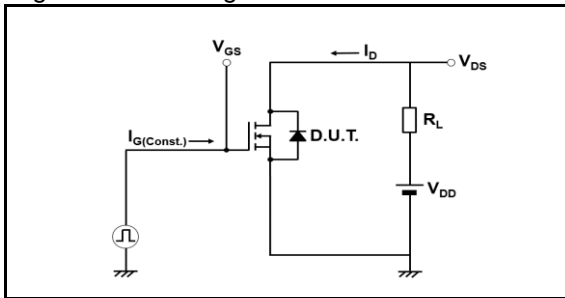 V_GS
I_D
V_DS
I_G(Const.)
D.U.T.
R_L
V_DD